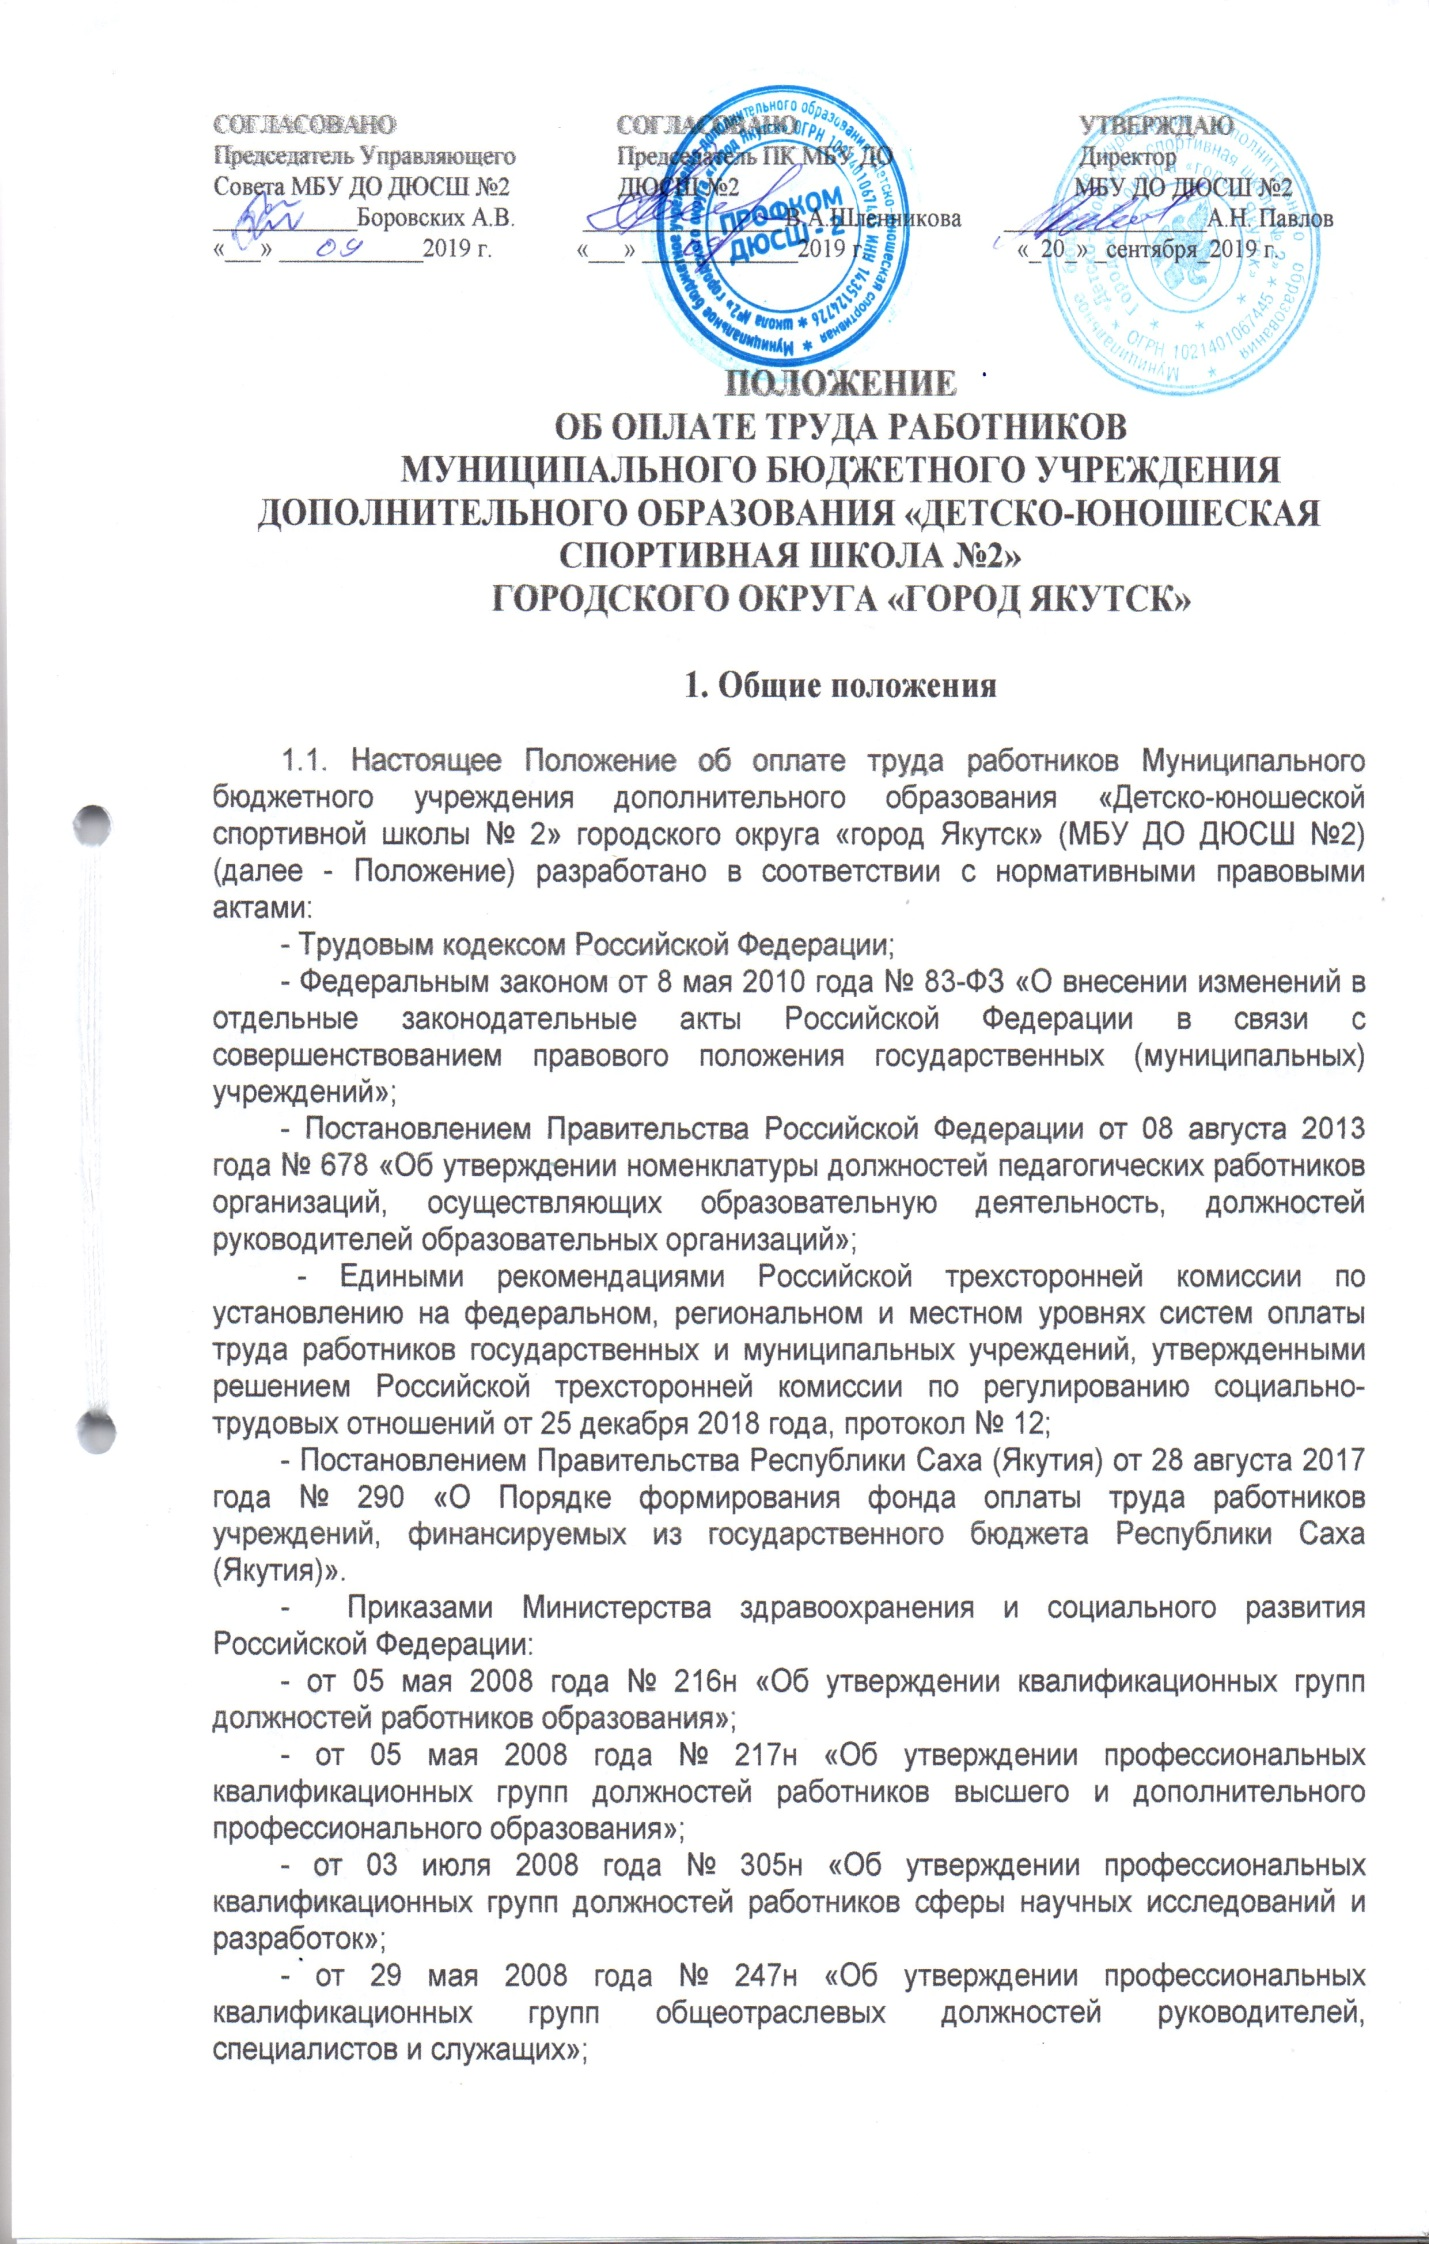 СОГЛАСОВАНО
Председатель Управляющего
Совета МБУ ДО ДЮСШ №2
____________Боровских А.В.
«___» ____09____2019 г.
СОГЛАСОВАНО
Председатель ПК МБУ ДО
ДЮСШ №2
____________В.А.Шленникова
«___» ____09____2019 г.
УТВЕРЖДАЮ
Директор
МБУ ДО ДЮСШ №2
____________А.Н. Павлов
«_20_»_сентября_2019 г.
ПРОФКОМ
ДЮСШ - 2
ПОЛОЖЕНИЕ
ОБ ОПЛАТЕ ТРУДА РАБОТНИКОВ
МУНИЦИПАЛЬНОГО БЮДЖЕТНОГО УЧРЕЖДЕНИЯ
ДОПОЛНИТЕЛЬНОГО ОБРАЗОВАНИЯ «ДЕТСКО-ЮНОШЕСКАЯ
СПОРТИВНАЯ ШКОЛА №2»
ГОРОДСКОГО ОКРУГА «ГОРОД ЯКУТСК»
1. Общие положения
1.1. Настоящее Положение об оплате труда работников Муниципального
бюджетного учреждения дополнительного образования «Детско-юношеской
спортивной школы № 2» городского округа «город Якутск» (МБУ ДО ДЮСШ №2)
(далее - Положение) разработано в соответствии с нормативными правовыми
актами:
- Трудовым кодексом Российской Федерации;
- Федеральным законом от 8 мая 2010 года № 83-ФЗ «О внесении изменений в
отдельные законодательные акты Российской Федерации в связи с
совершенствованием правового положения государственных (муниципальных)
учреждений»;
- Постановлением Правительства Российской Федерации от 08 августа 2013
года № 678 «Об утверждении номенклатуры должностей педагогических работников
организаций, осуществляющих образовательную деятельность, должностей
руководителей образовательных организаций»;
- Едиными рекомендациями Российской трехсторонней комиссии по
установлению на федеральном, региональном и местном уровнях систем оплаты
труда работников государственных и муниципальных учреждений, утвержденными
решением Российской трехсторонней комиссии по регулированию социально-
трудовых отношений от 25 декабря 2018 года, протокол № 12;
- Постановлением Правительства Республики Саха (Якутия) от 28 августа 2017
года № 290 «О Порядке формирования фонда оплаты труда работников
учреждений, финансируемых из государственного бюджета Республики Саха
(Якутия)».
- Приказами Министерства здравоохранения и социального развития
Российской Федерации:
- от 05 мая 2008 года № 216н «Об утверждении квалификационных групп
должностей работников образования»;
- от 05 мая 2008 года № 217н «Об утверждении профессиональных
квалификационных групп должностей работников высшего и дополнительного
профессионального образования»;
- от 03 июля 2008 года № 305н «Об утверждении профессиональных
квалификационных групп должностей работников сферы научных исследований и
разработок»;
- от 29 мая 2008 года № 247н «Об утверждении профессиональных
квалификационных групп общеотраслевых должностей руководителей,
специалистов и служащих»;